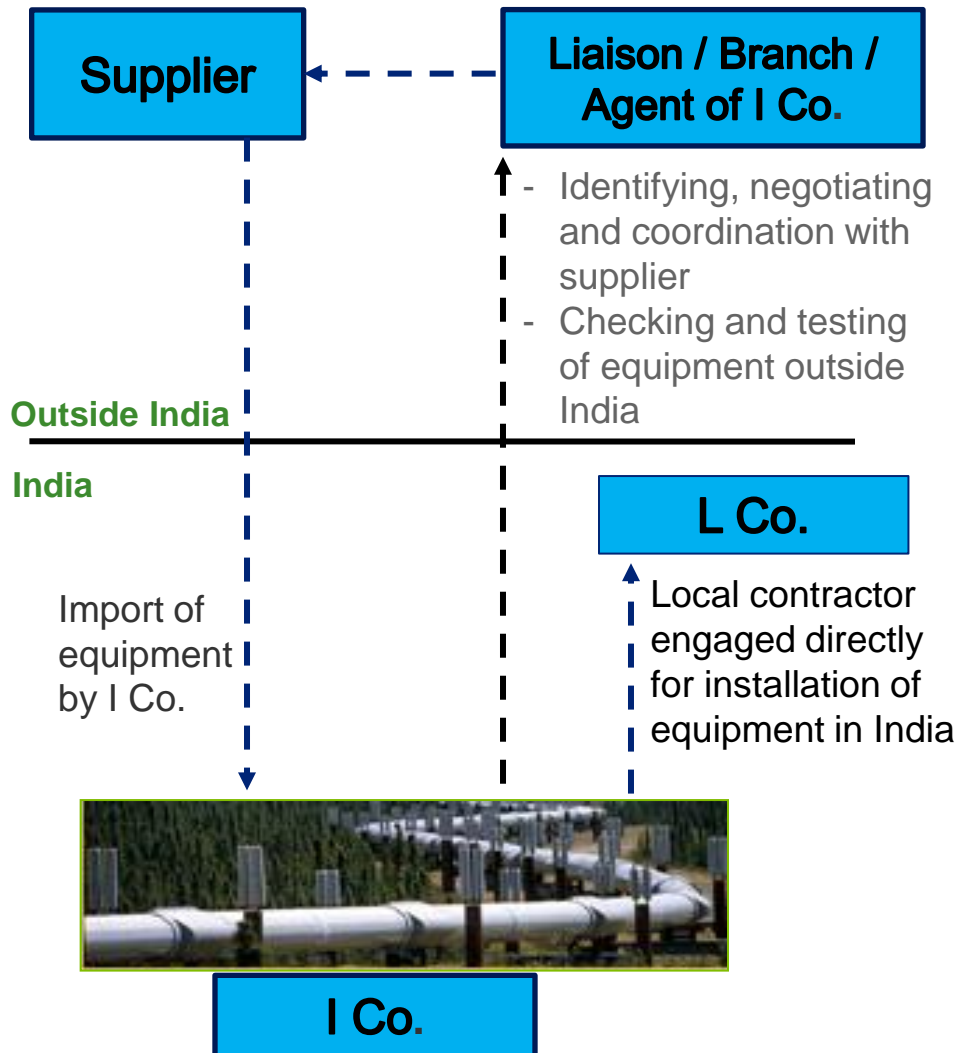 Supplier
Liaison / Branch /
Agent of I Co.
- Identifying, negotiating
and coordination with
supplier
- Checking and testing
of equipment outside
India
Outside India
India
L Co.
Import of
equipment
by I Co.
Local contractor
engaged directly
for installation of
equipment in India
I Co.